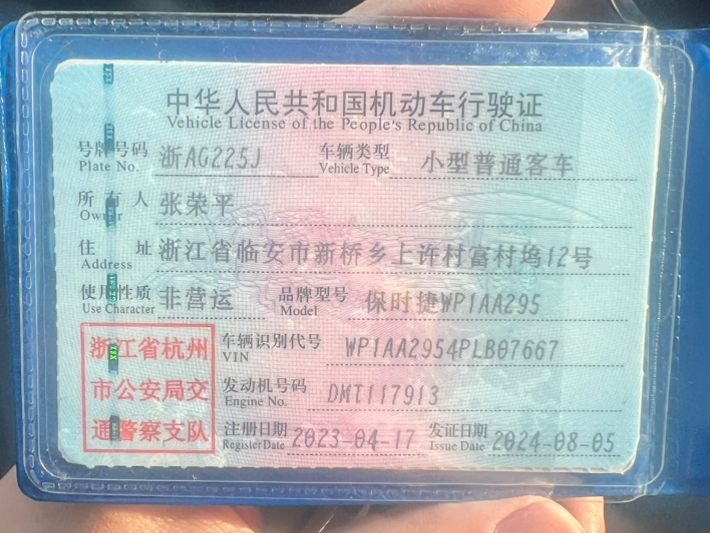 中华人民共和国机动车行驶证
Vehicle License of the People's Republic of China
号牌号码 浙AG225J 车辆类型 小型普通客车
Plate No. Vehicle Type
所有人 张荣平
Owner
住址 浙江省临安市新桥乡上许村富村坞12号
Address
使用性质 非营运 品牌型号 保时捷WP1AA295
Use Character Model
浙江省杭州
市公安局交
通警察支队
车辆识别代号 WP1AA2954PLB07667
VIN
发动机号码 DMT117913
Engine No.
注册日期 2023-04-17 发证日期 2024-08-05
Register Date Issue Date